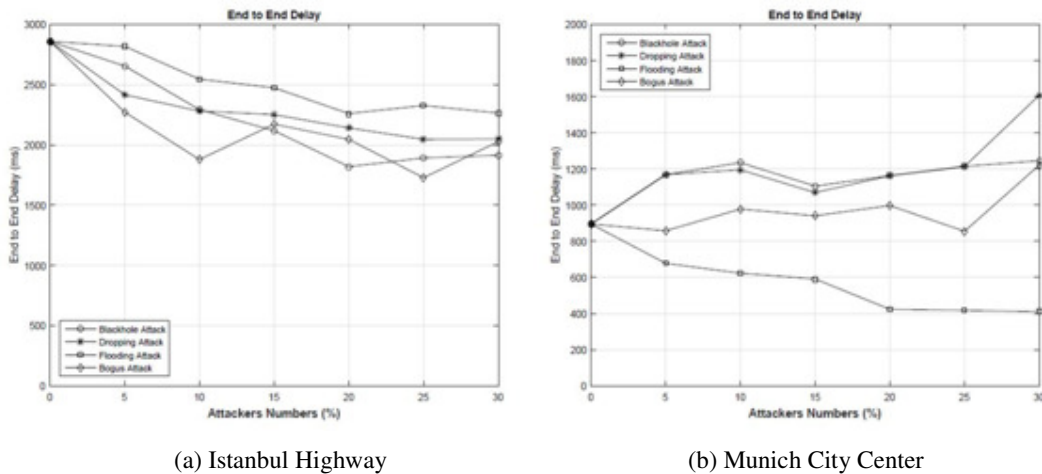 End to End Delay
3000
2500
2000
1500
1000
500
0
End to End Delay (ms)
Blackhole Attack
Dropping Attack
Flooding Attack
Bogus Attack
0 5 10 15 20 25 30
Attackers Numbers (%)
(a) Istanbul Highway
End to End Delay
2000
1800
1600
1400
1200
1000
800
600
400
200
0
End to End Delay (ms)
Blackhole Attack
Dropping Attack
Flooding Attack
Bogus Attack
0 5 10 15 20 25 30
Attackers Numbers (%)
(b) Munich City Center